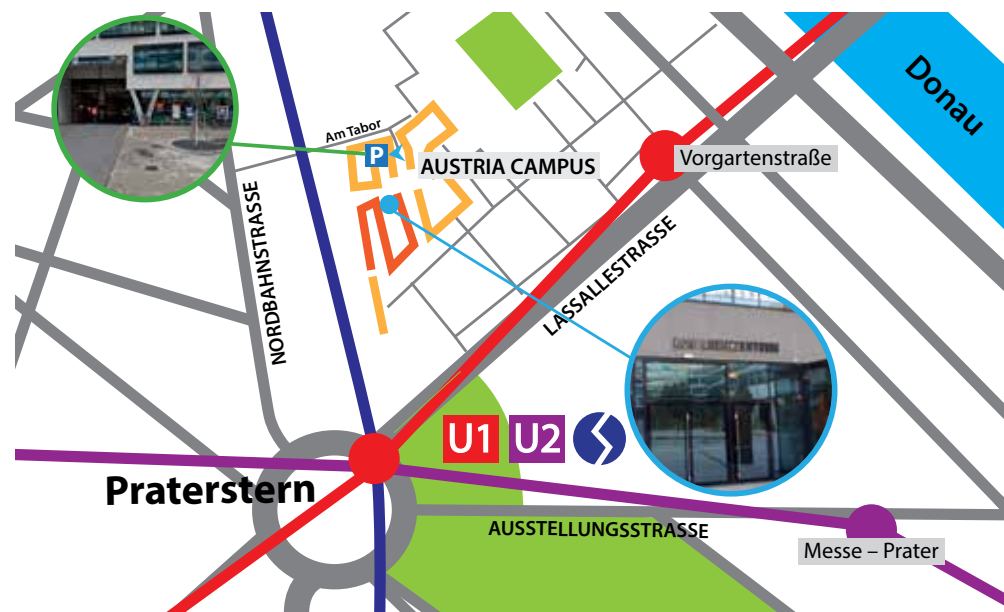 Am Tabor
P
AUSTRIA CAMPUS
Donau
Vorgartenstraße
NORDBAHNSTRASSE
LASSALLESTRASSE
U1 U2
Praterstern
AUSSTELLUNGSSTRASSE
Messe – Prater